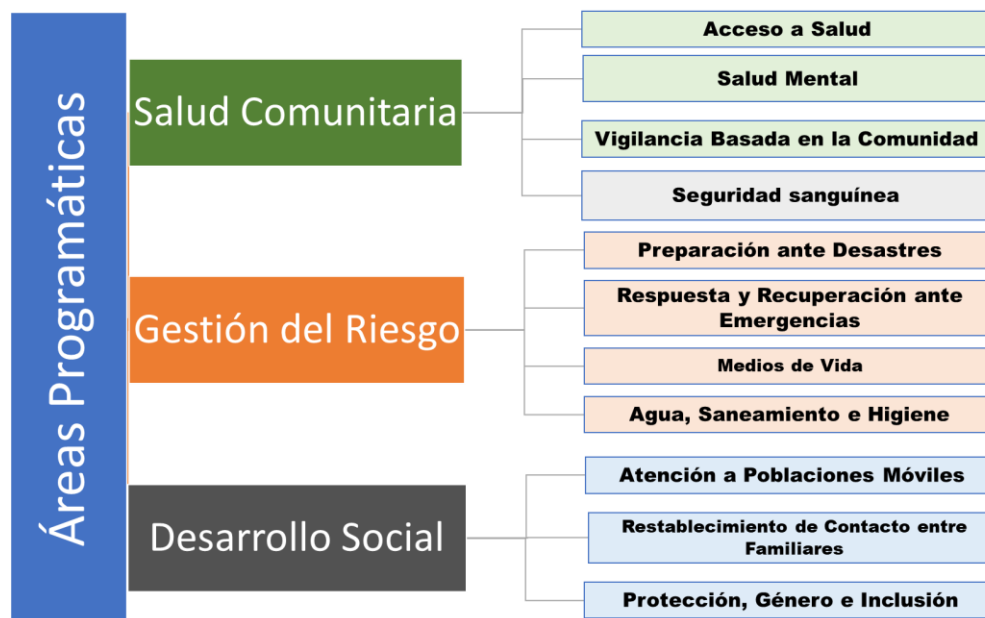 Áreas Programáticas
Salud Comunitaria
Acceso a Salud
Salud Mental
Vigilancia Basada en la Comunidad
Seguridad sanguínea
Gestión del Riesgo
Preparación ante Desastres
Respuesta y Recuperación ante
Emergencias
Medios de Vida
Agua, Saneamiento e Higiene
Desarrollo Social
Atención a Poblaciones Móviles
Restablecimiento de Contacto entre
Familiares
Protección, Género e Inclusión